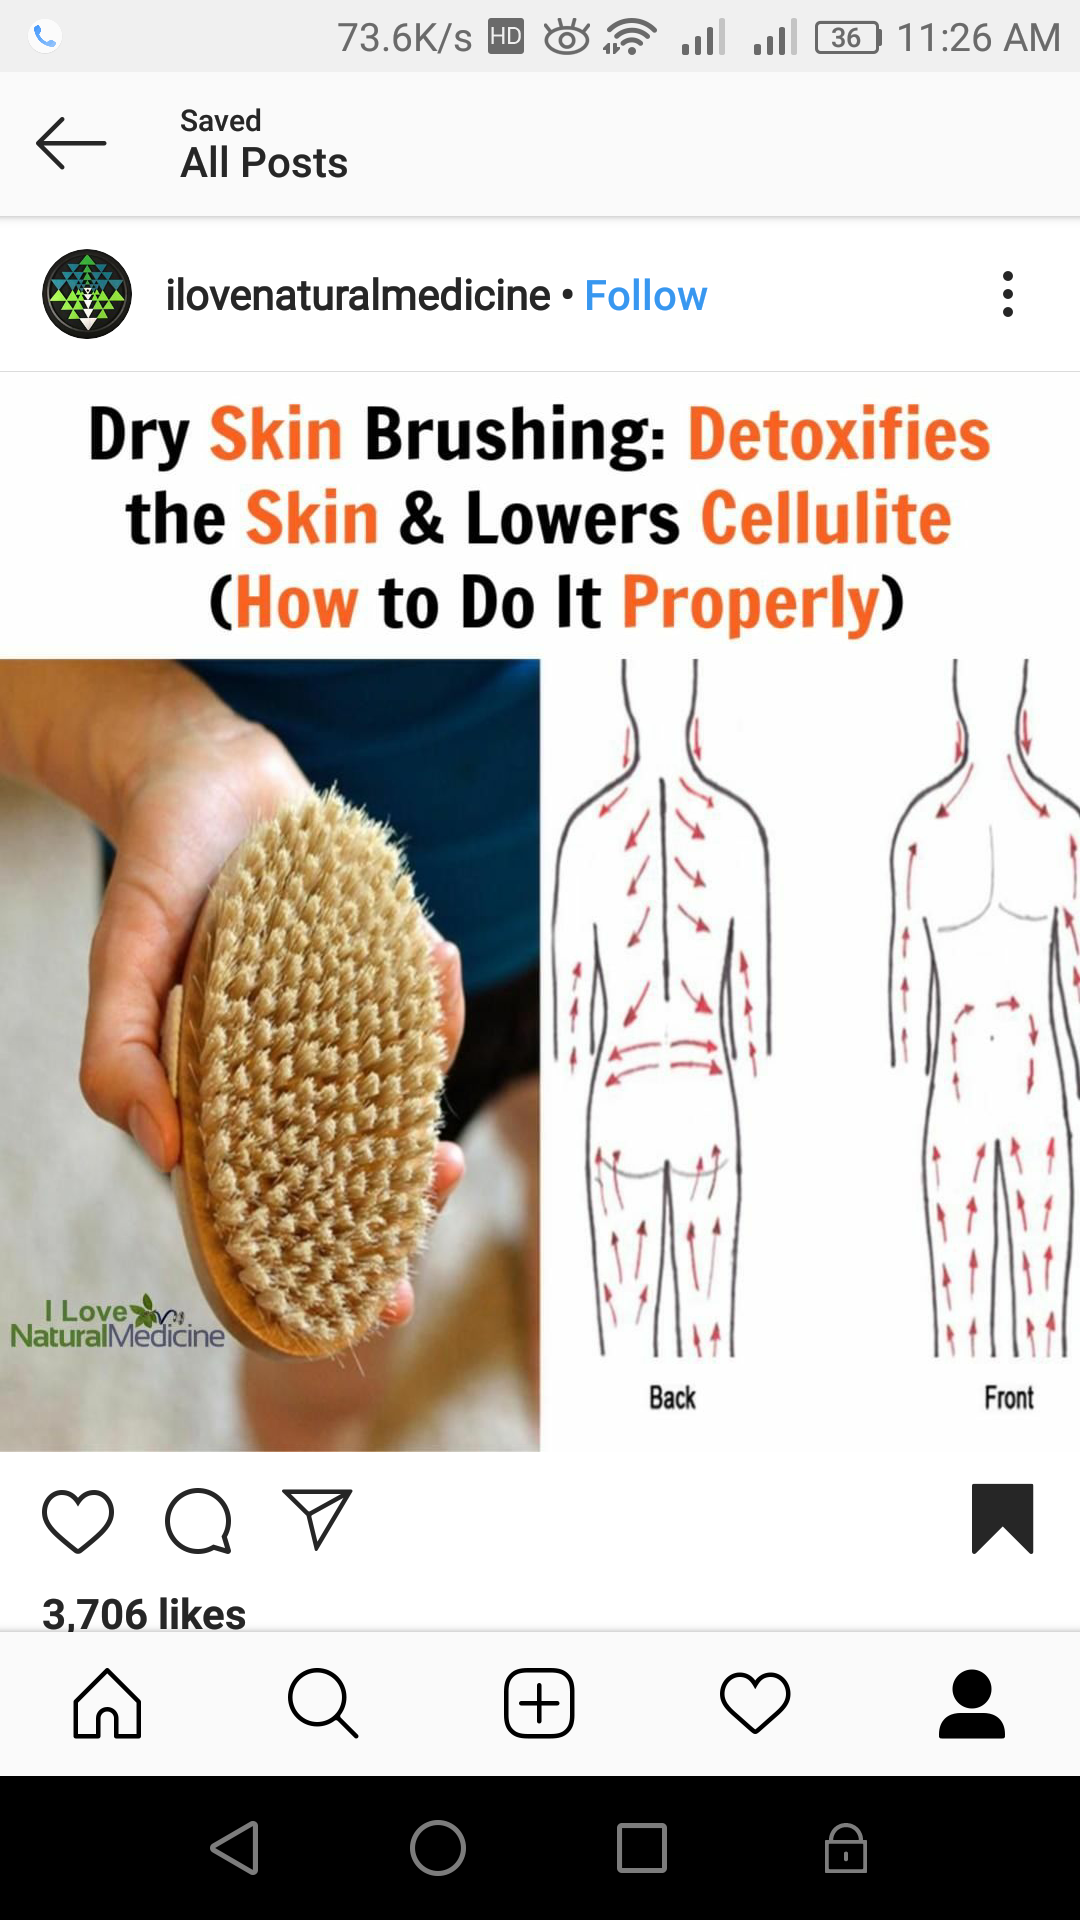 73.6K/s HD 36 11:26 AM
Saved
All Posts
ilovenaturalmedicine • Follow
Dry Skin Brushing: Detoxifies
the Skin & Lowers Cellulite
(How to Do It Properly)
I Love
NaturalMedicine
Back
Front
3,706 likes